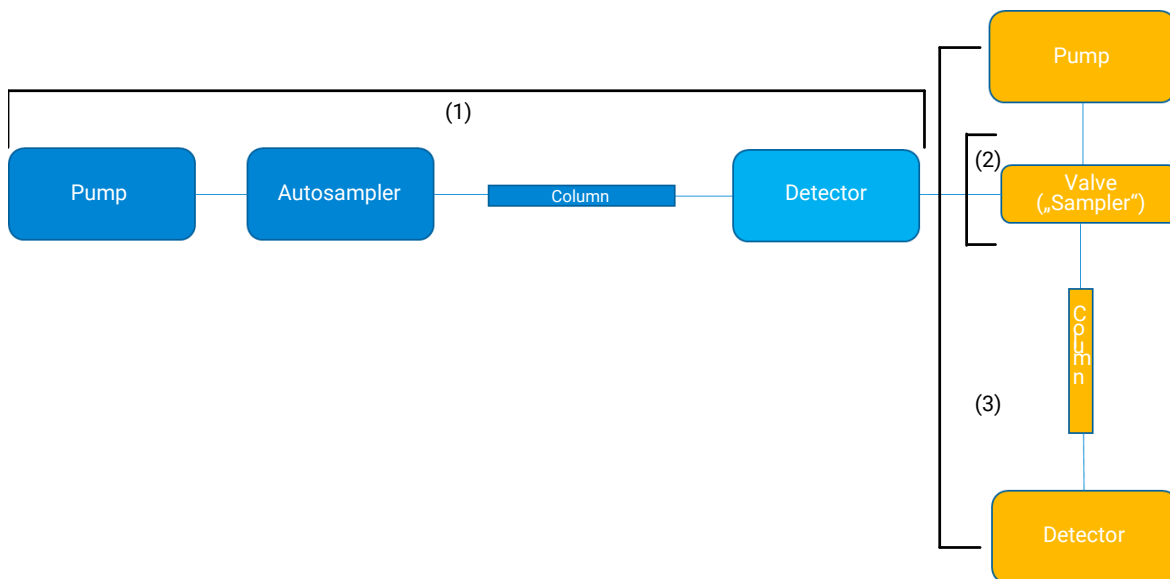 Pump
(1)
Pump
Autosampler
Column
Detector
(2)
Valve
(„Sampler“)
Column
(3)
Detector